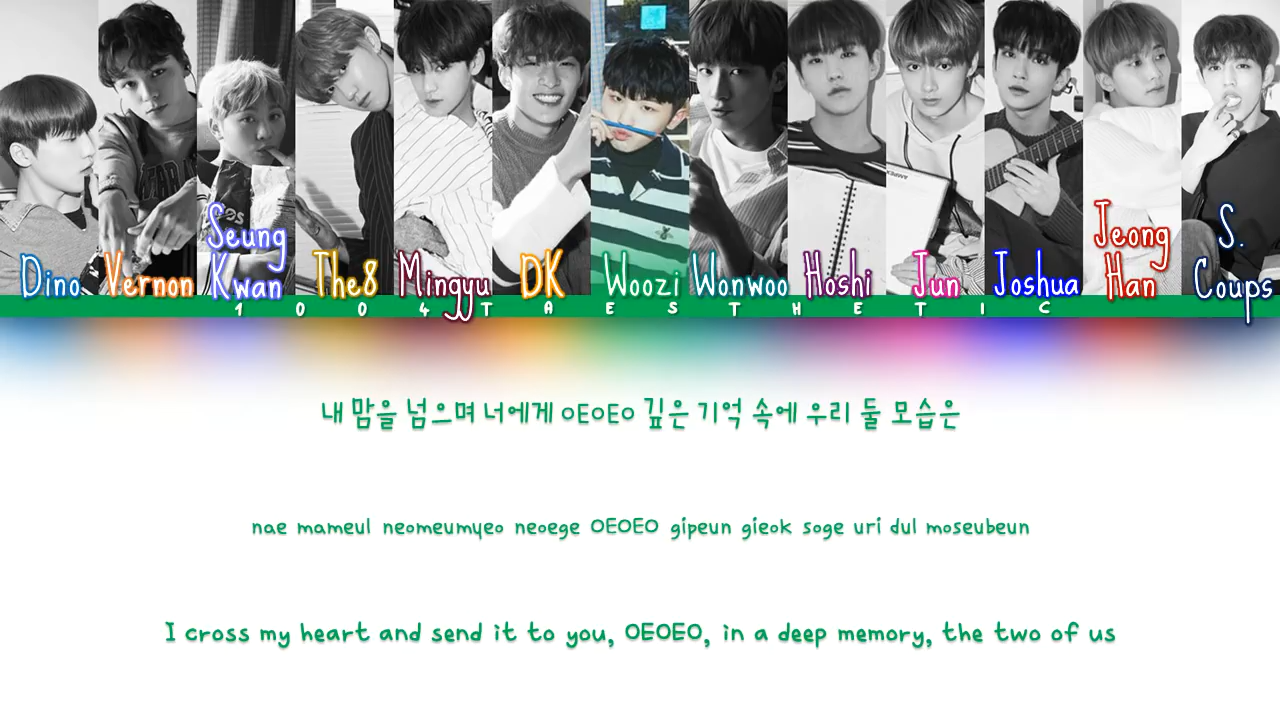 Dino Vernon Seung Kwan The8 Mingyu DK Woozi Wonwoo Hoshi Jun Joshua Jeong Han S. Coups
1004TAESTHETIC
내 맘을 넘으며 너에게 OEOEO 깊은 기억 속에 우리 둘 모습은
nae mameul neomeumyeo neoege OEOEO gipeun gieok soge uri dul moseubeun
I cross my heart and send it to you, OEOEO, in a deep memory, the two of us